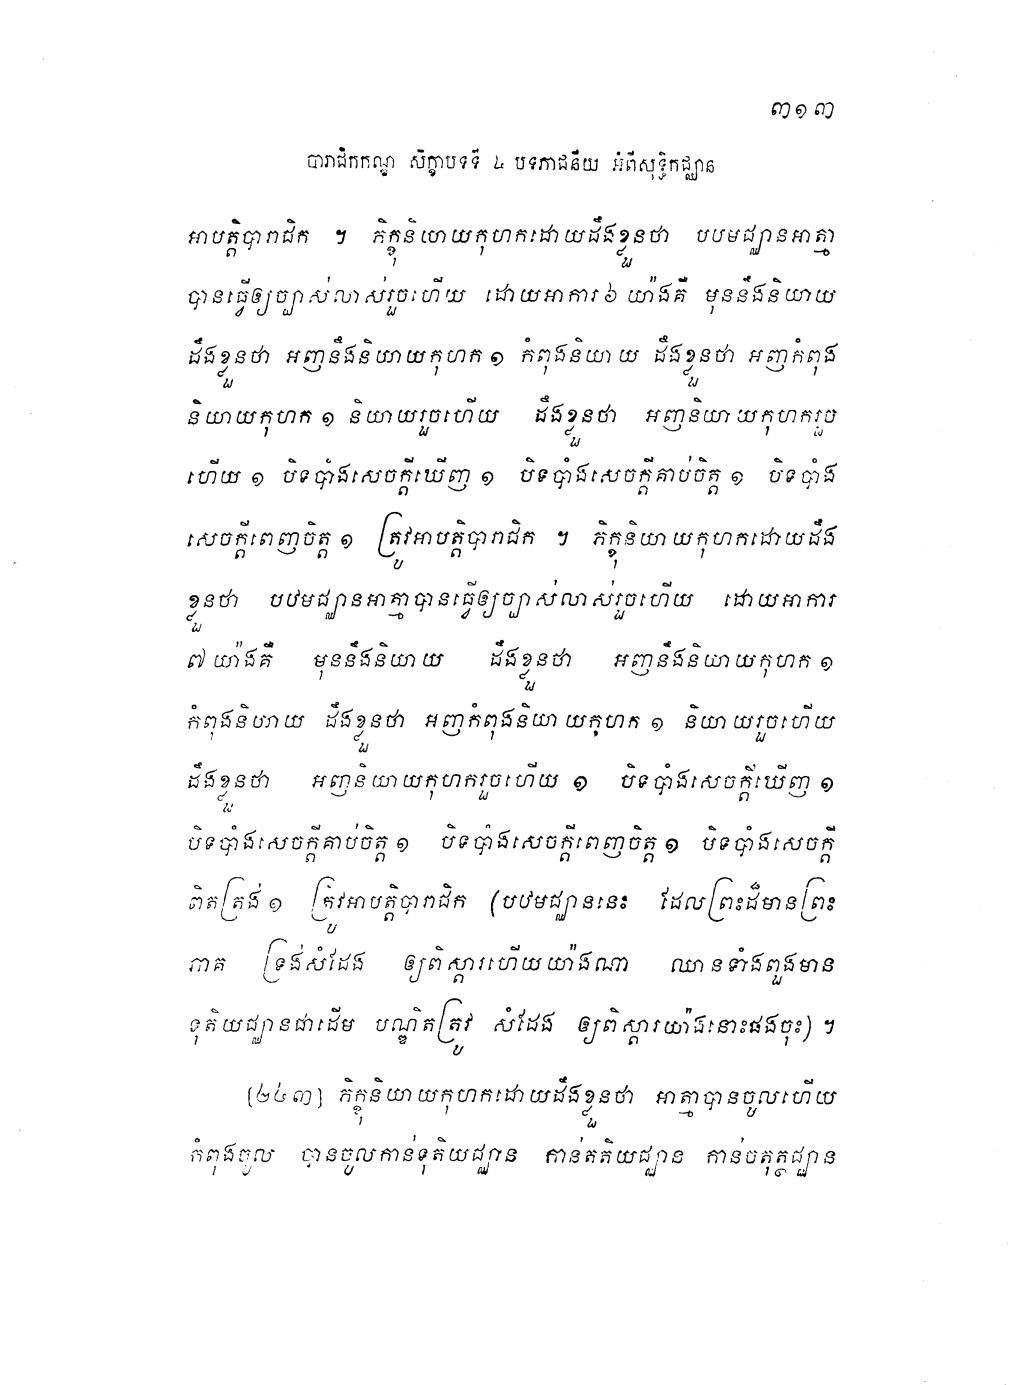 ៣១៣
បារាជិកកណ្ឌ សិក្ខាបទទី ៤ បទភាជនីយ អំពីសុទ្ធិកជ្ឈាន
អាបត្តិបារាជិក ។ ភិក្ខុនិយាយកុហកដោយដឹងខ្លួនថា បឋមជ្ឈានអាត្មា
បានធ្វើឲ្យច្បាស់លាស់រួចហើយ ដោយអាការ៦ យ៉ាងគឺ មុននឹងនិយាយ
ដឹងខ្លួនថា អញនឹងនិយាយកុហក ១ កំពុងនិយាយ ដឹងខ្លួនថា អញកំពុង
និយាយកុហក ១ និយាយរួចហើយ ដឹងខ្លួនថា អញនិយាយកុហករួច
ហើយ ១ បិទបាំងសេចក្តីឃើញ ១ បិទបាំងសេចក្តីគាប់ចិត្ត ១ បិទបាំង
សេចក្តីពេញចិត្ត ១ ត្រូវអាបត្តិបារាជិក ។ ភិក្ខុនិយាយកុហកដោយដឹង
ខ្លួនថា បឋមជ្ឈានអាត្មាបានធ្វើឲ្យច្បាស់លាស់រួចហើយ ដោយអាការ
៧ យ៉ាងគឺ មុននឹងនិយាយ ដឹងខ្លួនថា អញនឹងនិយាយកុហក ១
កំពុងនិយាយ ដឹងខ្លួនថា អញកំពុងនិយាយកុហក ១ និយាយរួចហើយ
ដឹងខ្លួនថា អញនិយាយកុហករួចហើយ ១ បិទបាំងសេចក្តីឃើញ ១
បិទបាំងសេចក្តីគាប់ចិត្ត ១ បិទបាំងសេចក្តីពេញចិត្ត ១ បិទបាំងសេចក្តី
ពិតត្រង់ ១ ត្រូវអាបត្តិបារាជិក (បឋមជ្ឈាននេះ ដែលព្រះដ៏មានព្រះ
ភាគ ទ្រង់សំដែង ឲ្យពិស្តារហើយយ៉ាងណា ឈានទាំងពួងមាន
ទុតិយជ្ឈានជាដើម បណ្ឌិតត្រូវ សំដែង ឲ្យពិស្តារយ៉ាងនោះផងចុះ) ។
[២៤៣] ភិក្ខុនិយាយកុហកដោយដឹងខ្លួនថា អាត្មាបានចូលហើយ
កំពុងចូល បានចូលកាន់ទុតិយជ្ឈាន កាន់តតិយជ្ឈាន កាន់ចតុត្ថជ្ឈាន